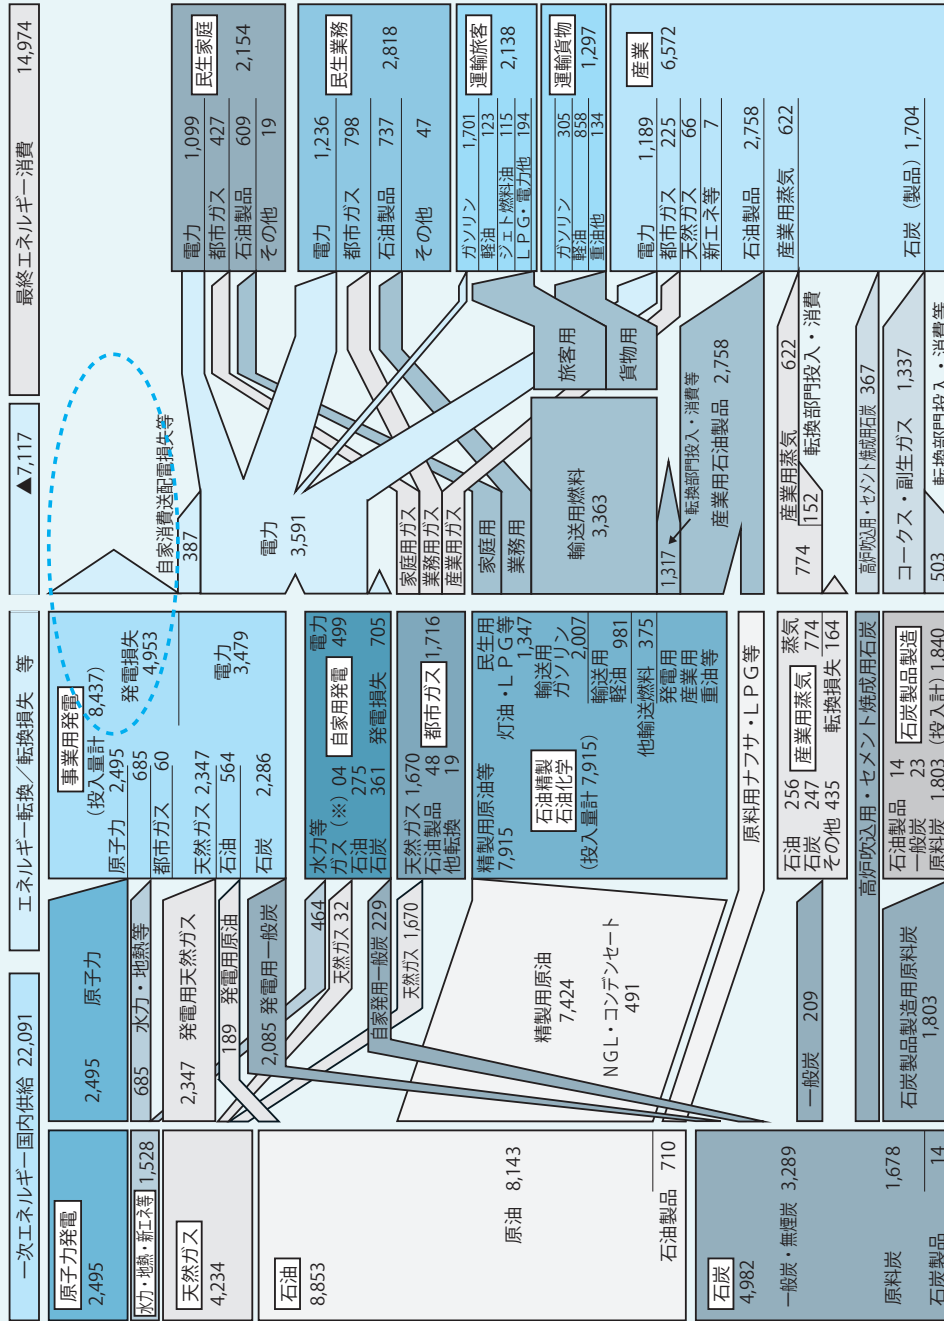 一次エネルギー国内供給 22,091
エネルギー転換／転換損失 等
▲7,117
最終エネルギー消費 14,974
原子力発電
2,495
水力・地熱・新エネ等 1,528
天然ガス
4,234
石油
8,853
原油 8,143
石油製品 710
石炭
4,982
一般炭・無煙炭 3,289
原料炭 1,678
石炭製品 14
2,495 原子力
685 水力・地熱等
2,347 発電用天然ガス
189 発電用原油
2,085 発電用一般炭
464
天然ガス 32
自家発用一般炭 229
天然ガス 1,670
精製用原油
7,424
NGL・コンデンセート
491
一般炭 209
石炭製品製造用原料炭
1,803
事業用発電
(投入量計 8,437)
原子力 2,495
685
都市ガス 60
天然ガス 2,347
石油 564
石炭 2,286
発電損失
4,953
電力
3,479
水力等
ガス (※) 04
石油 275
石炭 361
自家用発電
電力
499
発電損失 705
天然ガス 1,670
石油製品 48
他転換 19
都市ガス
1,716
精製用原油等
7,915
石油精製
石油化学
(投入量計 7,915)
民生用
灯油・LPG等
1,347
輸送用
ガソリン
2,007
輸送用
軽油 981
他輸送燃料 375
発電用
産業用
重油等
原料用ナフサ・LPG等
石油 256
石炭 247
その他 435
産業用蒸気
蒸気
774
転換損失 164
高炉吹込用・セメント焼成用石炭
石油製品 14
一般炭 23
原料炭 1,803
石炭製品製造
(投入計) 1,840
自家消費送配電損失等
387
電力
3,591
家庭用ガス
業務用ガス
産業用ガス
家庭用
業務用
輸送用燃料
3,363
旅客用
貨物用
1,317
転換部門投入・消費等
産業用石油製品 2,758
774
産業用蒸気 622
152
転換部門投入・消費
高炉吹込用・セメント焼成用石炭 367
コークス・副生ガス 1,337
503
転換部門投入・消費等
民生家庭
2,154
電力 1,099
都市ガス 427
石油製品 609
その他 19
民生業務
2,818
電力 1,236
都市ガス 798
石油製品 737
その他 47
運輸旅客
2,138
ガソリン 1,701
軽油 123
ジェト燃料油 115
LPG・電力他 194
運輸貨物
1,297
ガソリン 305
軽油 858
重油他 134
産業
6,572
電力 1,189
都市ガス 225
天然ガス 66
新エネ等 7
石油製品 2,758
産業用蒸気 622
石炭 (製品) 1,704